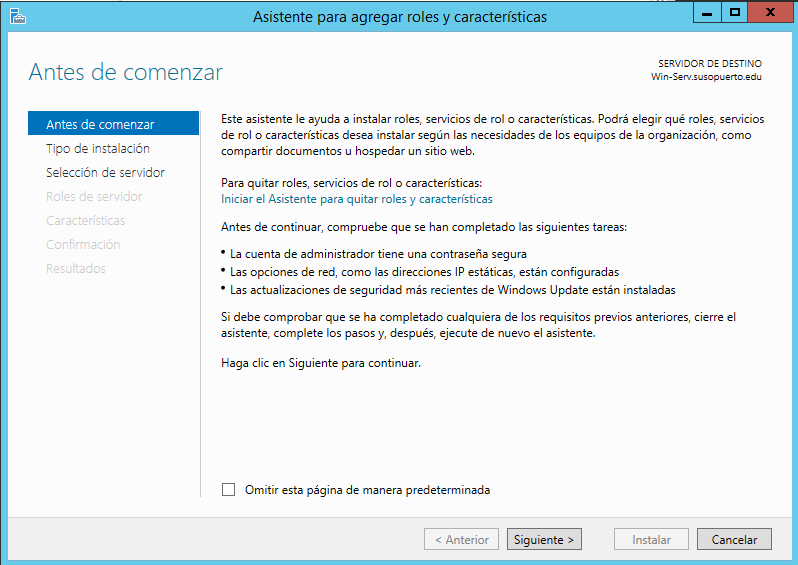 Asistente para agregar roles y características
Antes de comenzar
SERVIDOR DE DESTINO
Win-Serv.susopuerto.edu
Antes de comenzar
Tipo de instalación
Selección de servidor
Roles de servidor
Características
Confirmación
Resultados
Este asistente le ayuda a instalar roles, servicios de rol o características. Podrá elegir qué roles, servicios
de rol o características desea instalar según las necesidades de los equipos de la organización, como
compartir documentos u hospedar un sitio web.
Para quitar roles, servicios de rol o características:
Iniciar el Asistente para quitar roles y características
Antes de continuar, compruebe que se han completado las siguientes tareas:
• La cuenta de administrador tiene una contraseña segura
• Las opciones de red, como las direcciones IP estáticas, están configuradas
• Las actualizaciones de seguridad más recientes de Windows Update están instaladas
Si debe comprobar que se ha completado cualquiera de los requisitos previos anteriores, cierre el
asistente, complete los pasos y, después, ejecute de nuevo el asistente.
Haga clic en Siguiente para continuar.
Omitir esta página de manera predeterminada
< Anterior
Siguiente >
Instalar
Cancelar